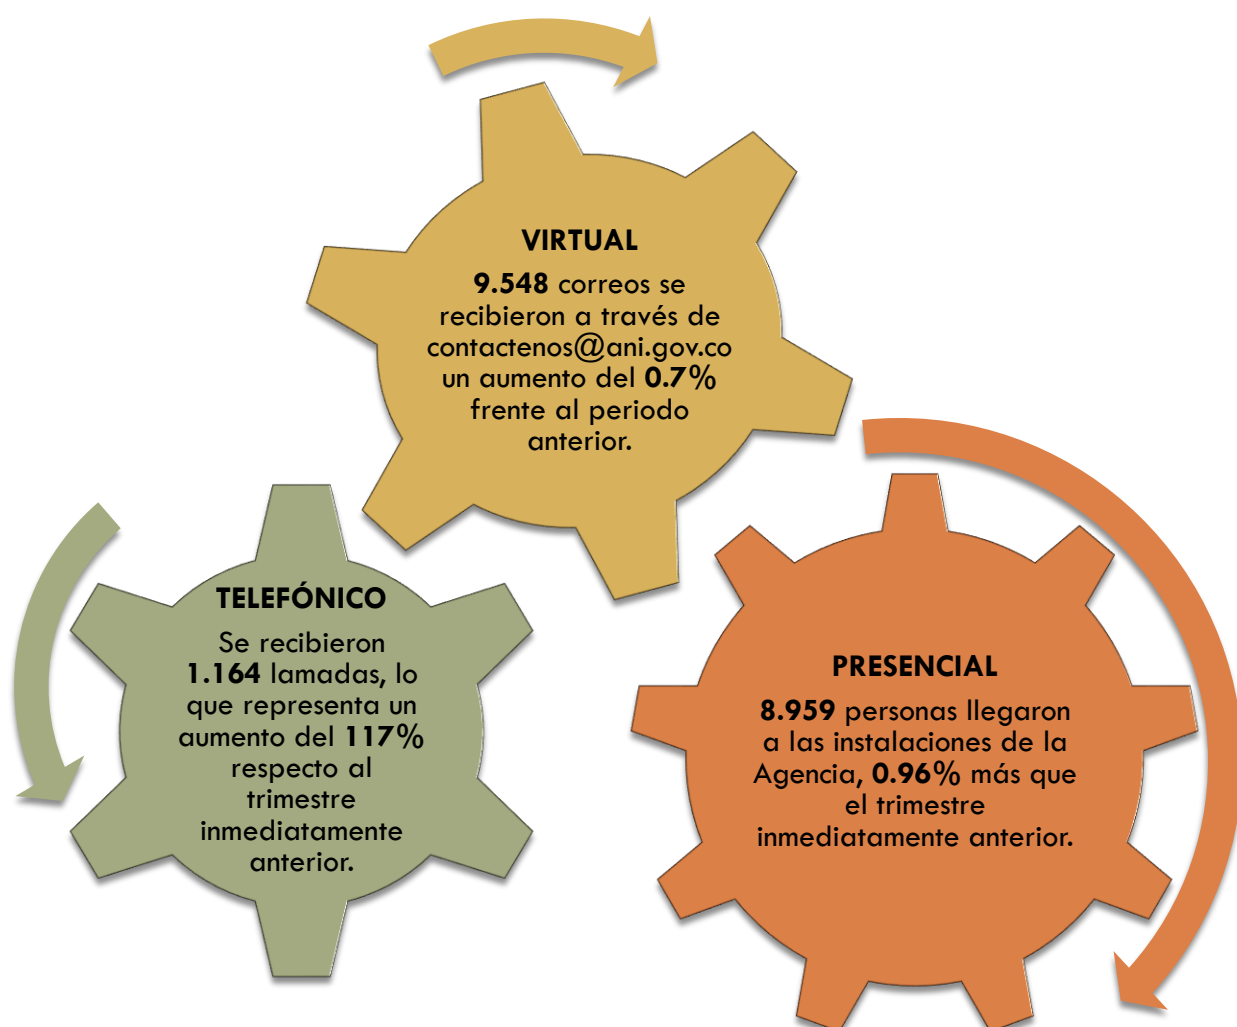 VIRTUAL
9.548 correos se
recibieron a través de
contactenos@ani.gov.co
un aumento del 0.7%
frente al periodo
anterior.
TELEFÓNICO
Se recibieron
1.164 lamadas, lo
que representa un
aumento del 117%
respecto al
trimestre
inmediatamente
anterior.
PRESENCIAL
8.959 personas llegaron
a las instalaciones de la
Agencia, 0.96% más que
el trimestre
inmediatamente anterior.